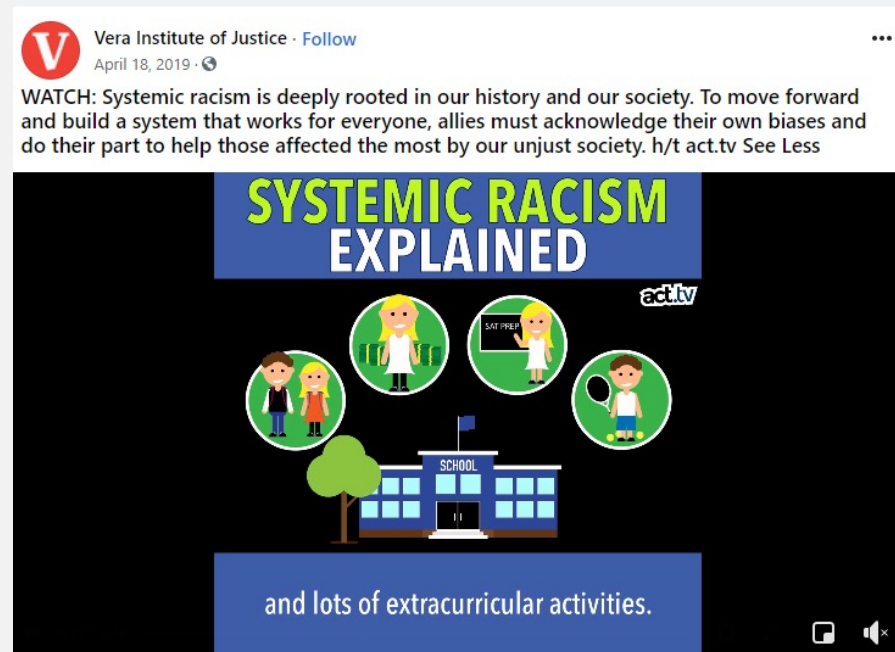 V
Vera Institute of Justice · Follow
April 18, 2019 ·
WATCH: Systemic racism is deeply rooted in our history and our society. To move forward
and build a system that works for everyone, allies must acknowledge their own biases and
do their part to help those affected the most by our unjust society. h/t act.tv See Less
SYSTEMIC RACISM
EXPLAINED
act.tv
SAT PREP
SCHOOL
and lots of extracurricular activities.